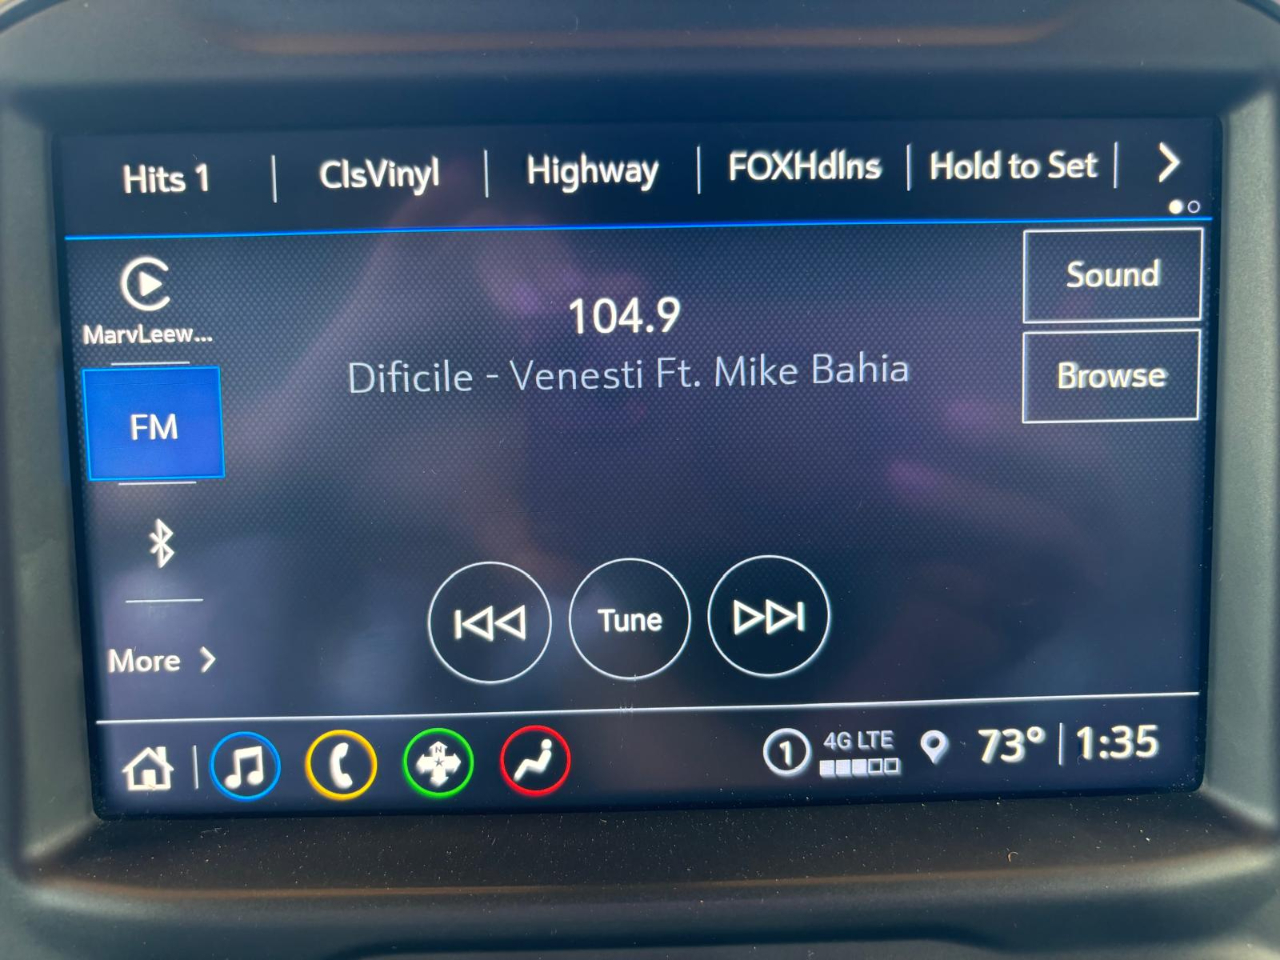 Hits 1 ClsVinyl Highway FOXHdlns Hold to Set
MarvLeew...
104.9
Sound
Dificile - Venesti Ft. Mike Bahia
Browse
FM
Tune
More
N
1 4G LTE 73° 1:35